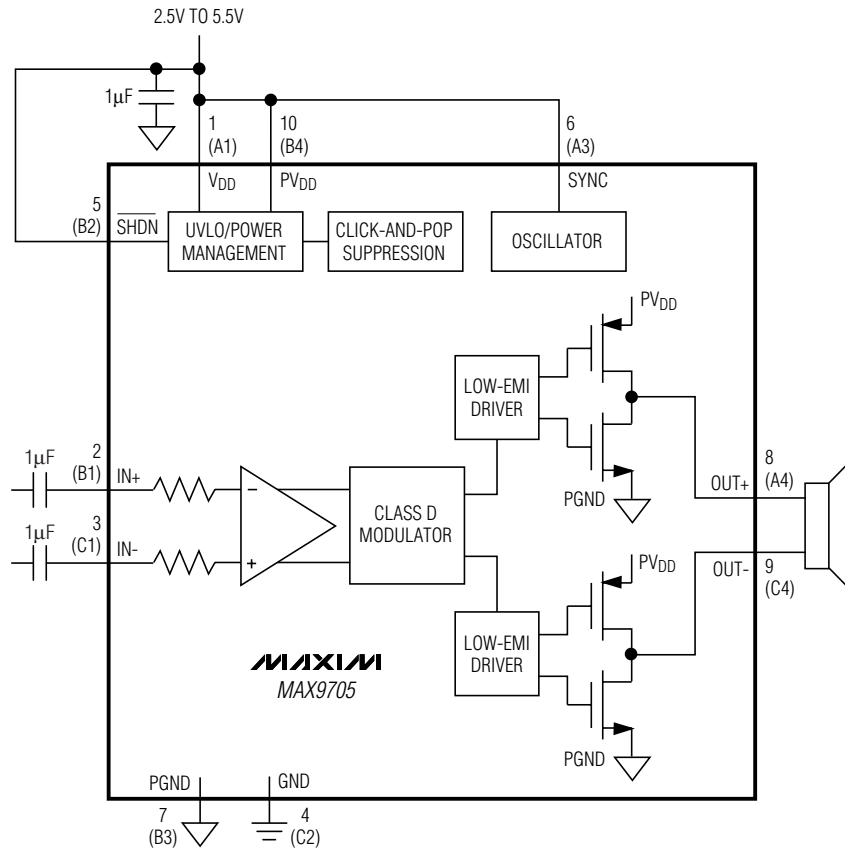 2.5V TO 5.5V
1µF
1
(A1)
10
(B4)
6
(A3)
VDD
PVDD
SYNC
5
(B2)
SHDN
UVLO/POWER
MANAGEMENT
CLICK-AND-POP
SUPPRESSION
OSCILLATOR
PVDD
LOW-EMI
DRIVER
1µF
2
(B1)
IN+
CLASS D
MODULATOR
PGND
OUT+
8
(A4)
1µF
3
(C1)
IN-
PVDD
OUT-
9
(C4)
LOW-EMI
DRIVER
MAXIM
MAX9705
PGND
PGND
GND
7
(B3)
4
(C2)
−
+